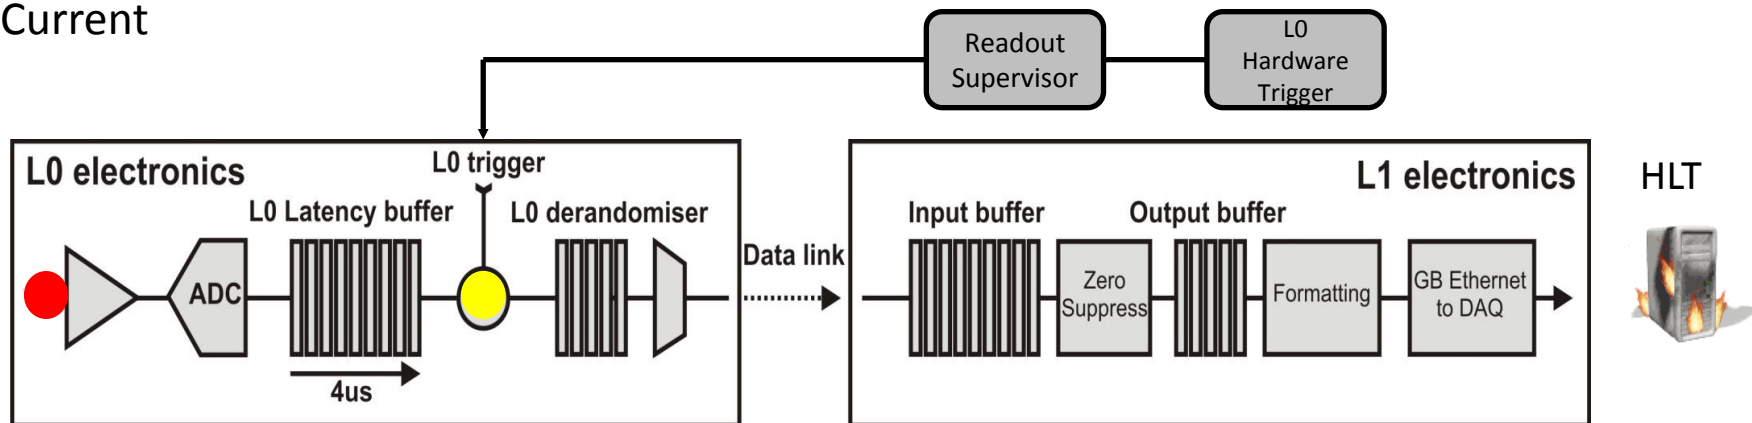 Current
Readout
Supervisor
L0
Hardware
Trigger
L0 electronics
L0 trigger
L0 Latency buffer
L0 derandomiser
ADC
4us
Data link
L1 electronics
Input buffer
Output buffer
Zero
Suppress
Formatting
GB Ethernet
to DAQ
HLT